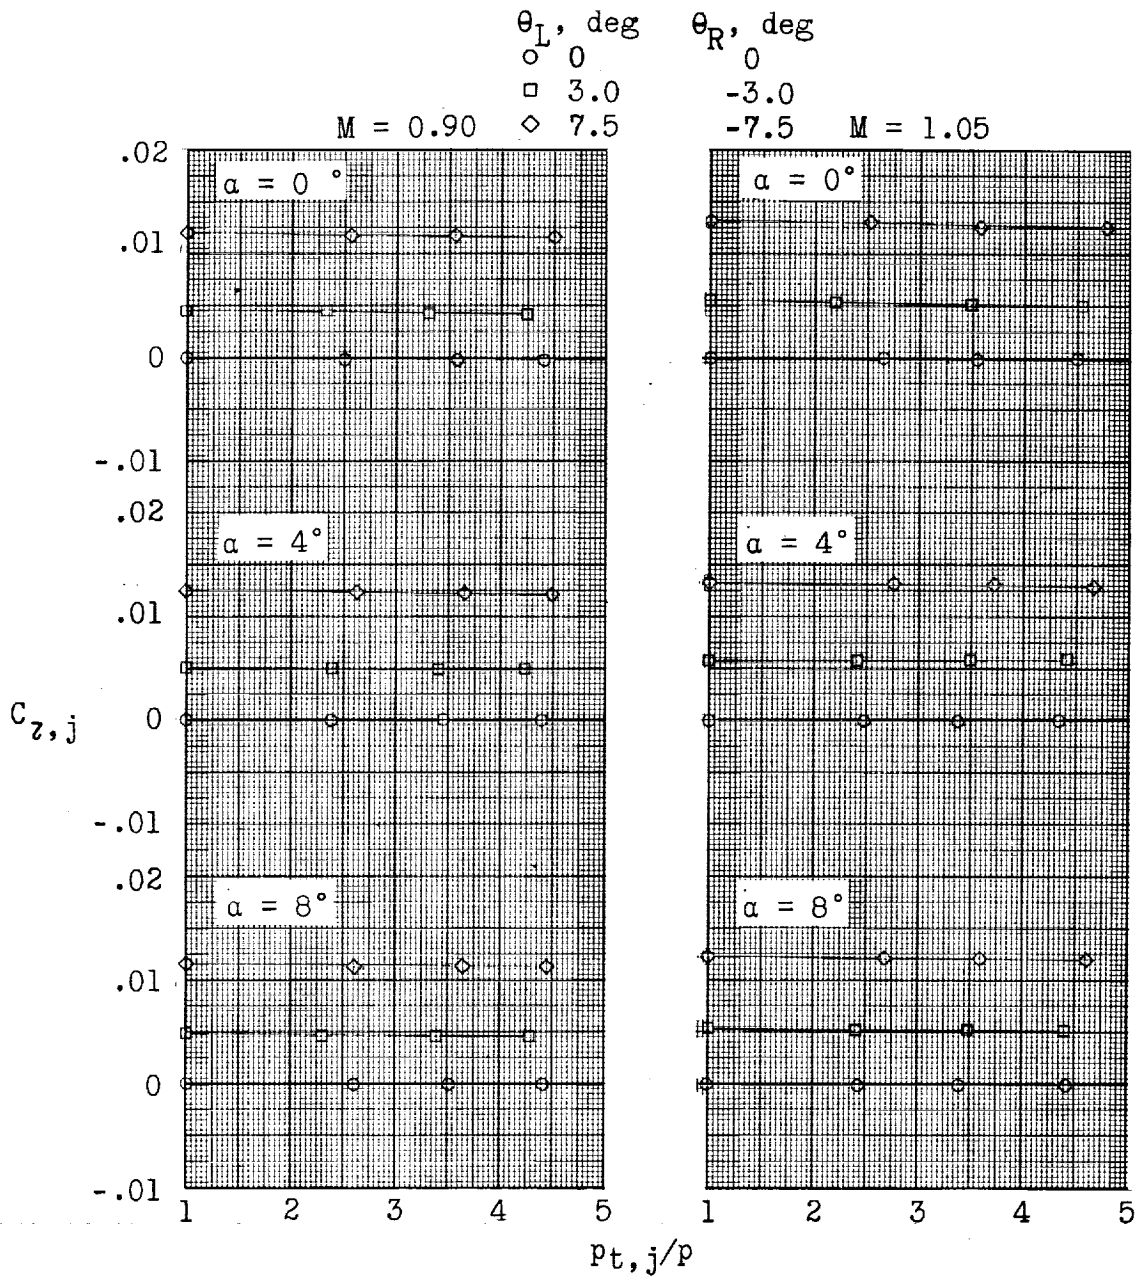 θL, deg θR, deg
○ 0 0
□ 3.0 -3.0
M = 0.90 ◇ 7.5 -7.5 M = 1.05
.02
α = 0° α = 0°
.01
0
-.01
.02
α = 4° α = 4°
.01
Cl,j
0
-.01
.02
α = 8° α = 8°
.01
0
-.01
1 2 3 4 5 1 2 3 4 5
pt,j/p